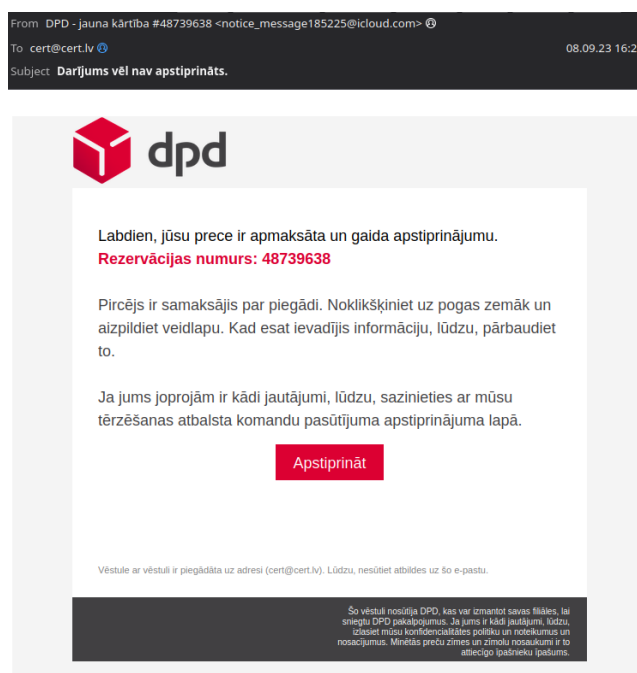 From DPD - jauna kārtība #48739638 <notice_message185225@icloud.com>
To cert@cert.lv
08.09.23 16:2
Subject Darījums vēl nav apstiprināts.
dpd
Labdien, jūsu prece ir apmaksāta un gaida apstiprinājumu.
Rezervācijas numurs: 48739638
Pircējs ir samaksājis par piegādi. Noklikšķiniet uz pogas zemāk un
aizpildiet veidlapu. Kad esat ievadījis informāciju, lūdzu, pārbaudiet
to.
Ja jums joprojām ir kādi jautājumi, lūdzu, sazinieties ar mūsu
tērzēšanas atbalsta komandu pasūtījuma apstiprinājuma lapā.
Apstiprināt
Vēstule ar vēstuli ir piegādāta uz adresi (cert@cert.lv). Lūdzu, nesūtiet atbildes uz šo e-pastu.
Šo vēstuli nosūtīja DPD, kas var izmantot savas filiāles, lai
sniegtu DPD pakalpojumus. Ja jums ir kādi jautājumi, lūdzu,
izlasiet mūsu konfidencialitātes politiku un noteikumus un
nosacījumus. Minētās preču zīmes un zīmolu nosaukumi ir to
attiecīgo īpašnieku īpašums.